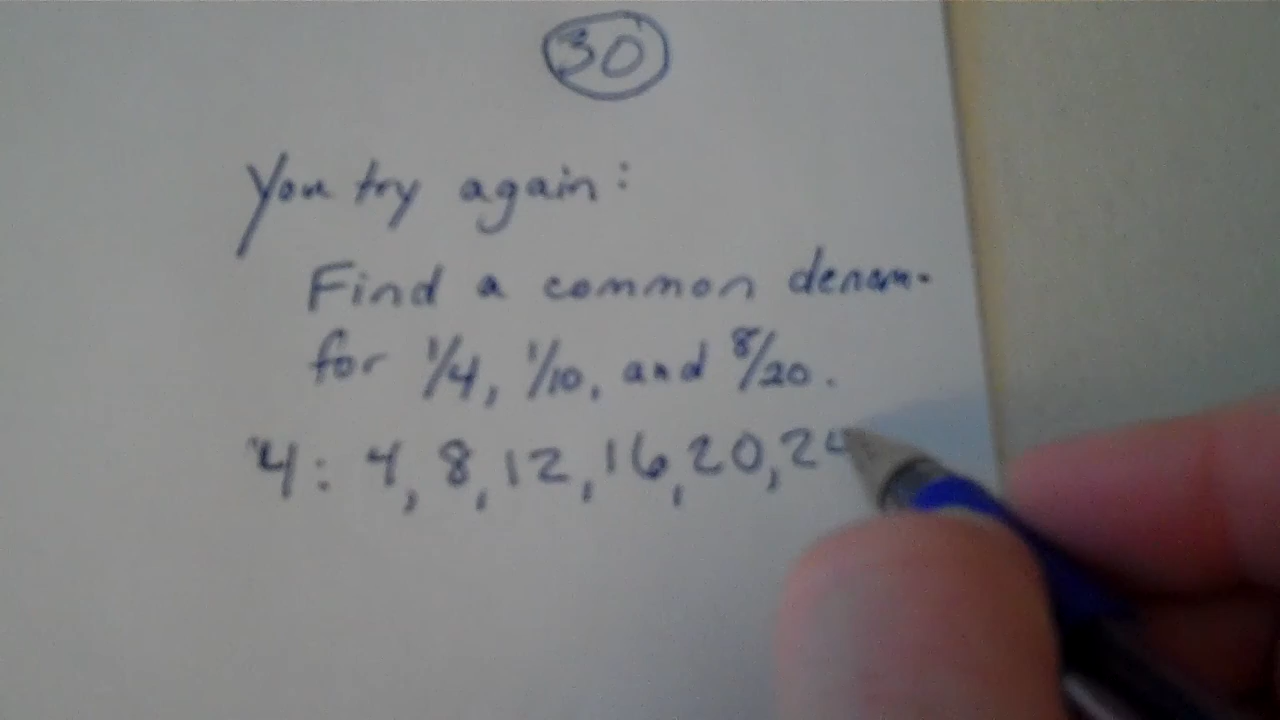 30
You try again:
Find a common denom.
for 1/4, 1/10, and 8/20.
4: 4, 8, 12, 16, 20, 24